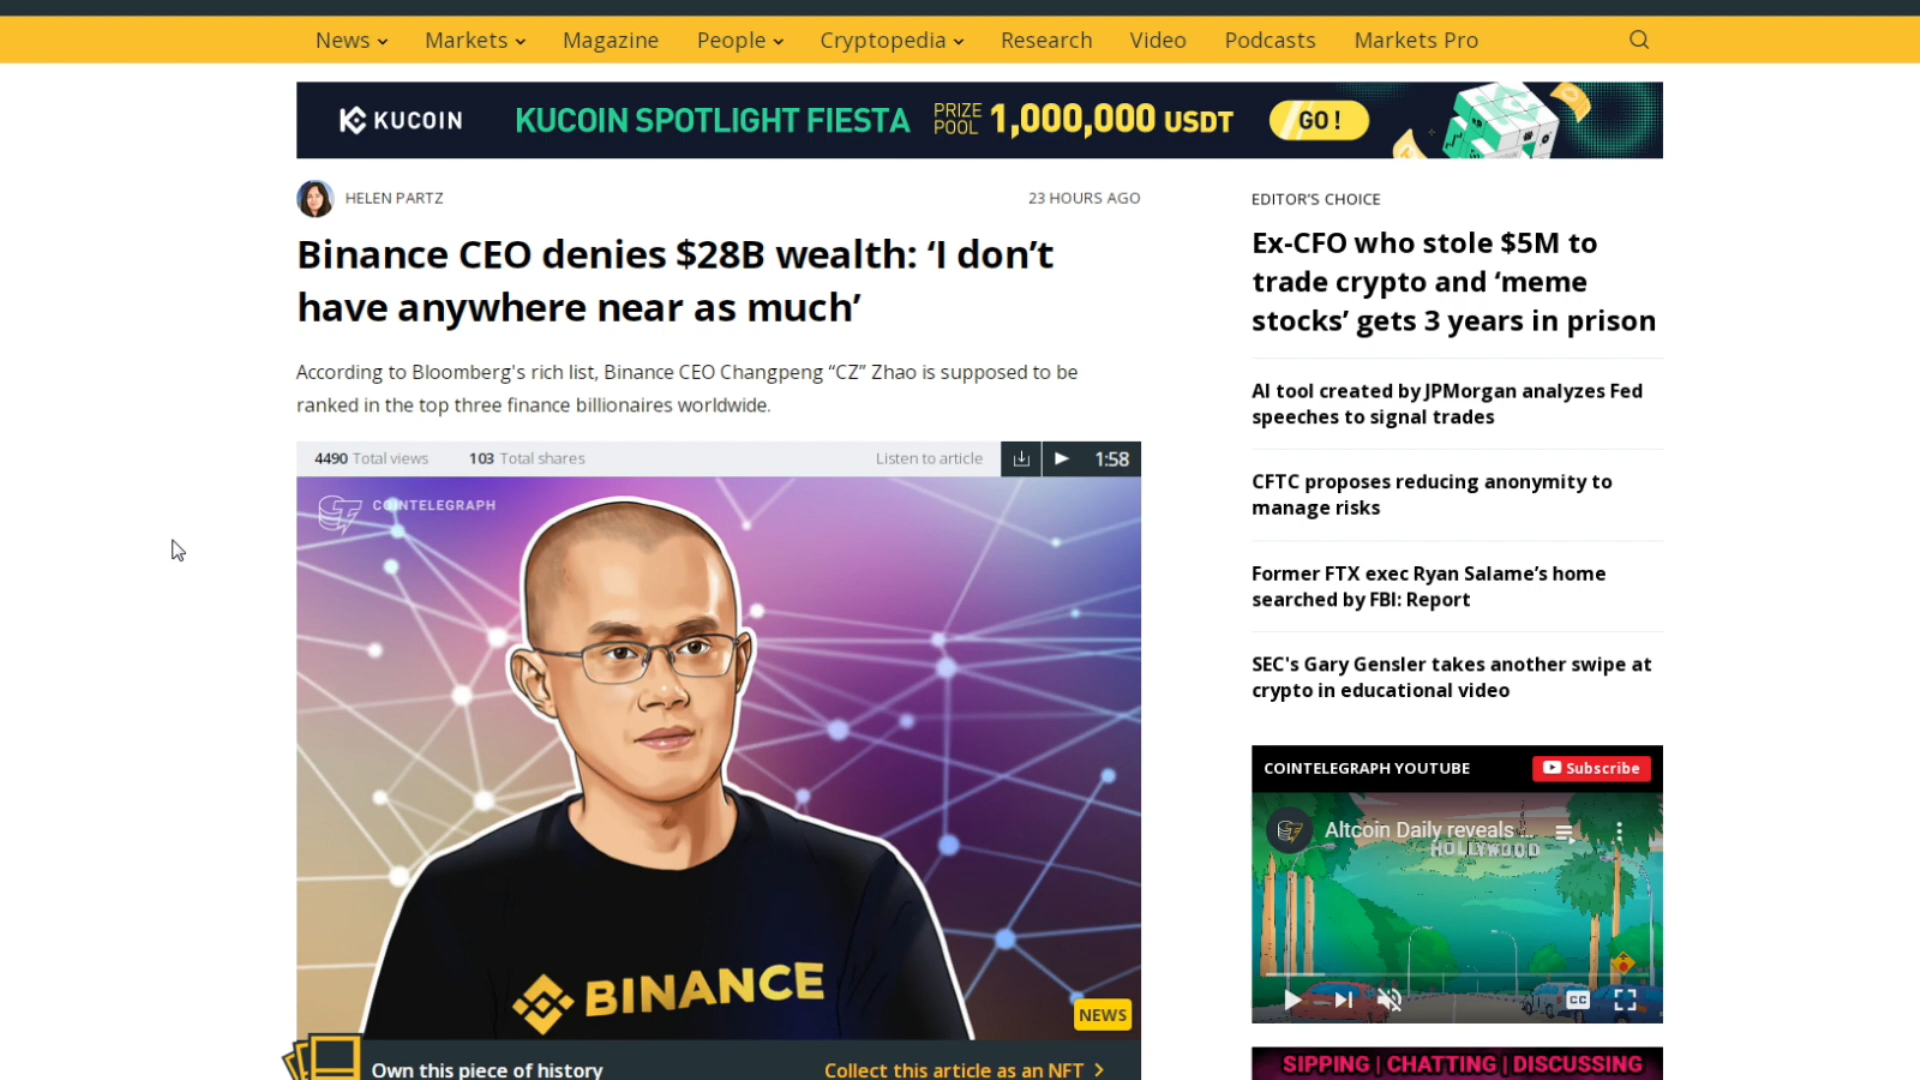 News Markets Magazine People Cryptopedia Research Video Podcasts Markets Pro
KUCOIN KUCOIN SPOTLIGHT FIESTA PRIZE POOL 1,000,000 USDT GO !
HELEN PARTZ 23 HOURS AGO
Binance CEO denies $28B wealth: ‘I don’t
have anywhere near as much’
According to Bloomberg's rich list, Binance CEO Changpeng “CZ” Zhao is supposed to be
ranked in the top three finance billionaires worldwide.
4490 Total views 103 Total shares Listen to article 1:58
COINTELEGRAPH
BINANCE
NEWS
Own this piece of history Collect this article as an NFT
EDITOR’S CHOICE
Ex-CFO who stole $5M to
trade crypto and ‘meme
stocks’ gets 3 years in prison
AI tool created by JPMorgan analyzes Fed
speeches to signal trades
CFTC proposes reducing anonymity to
manage risks
Former FTX exec Ryan Salame’s home
searched by FBI: Report
SEC's Gary Gensler takes another swipe at
crypto in educational video
COINTELEGRAPH YOUTUBE Subscribe
Altcoin Daily reveals ...
HOLLYWOOD
CC
SIPPING | CHATTING | DISCUSSING